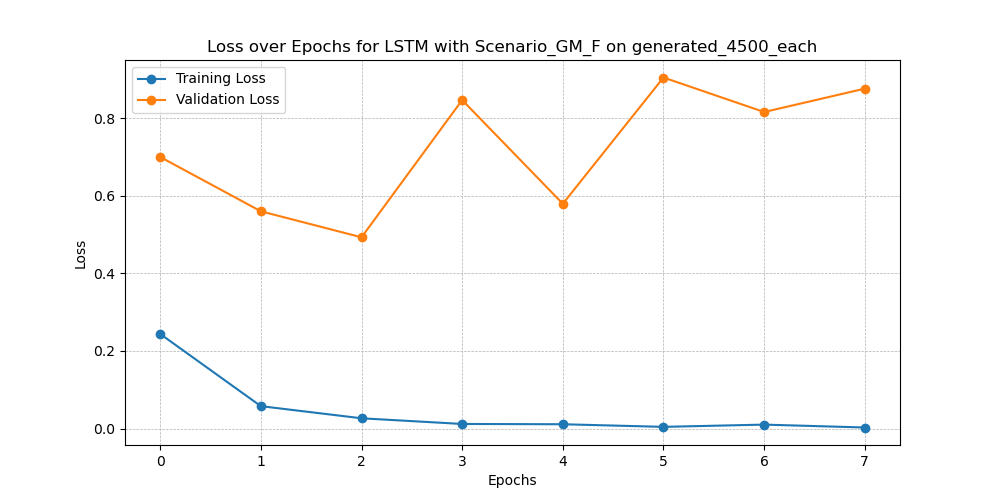 Loss over Epochs for LSTM with Scenario_GM_F on generated_4500_each
Training Loss
Validation Loss
0.8
0.6
0.4
0.2
0.0
Loss
0 1 2 3 4 5 6 7
Epochs